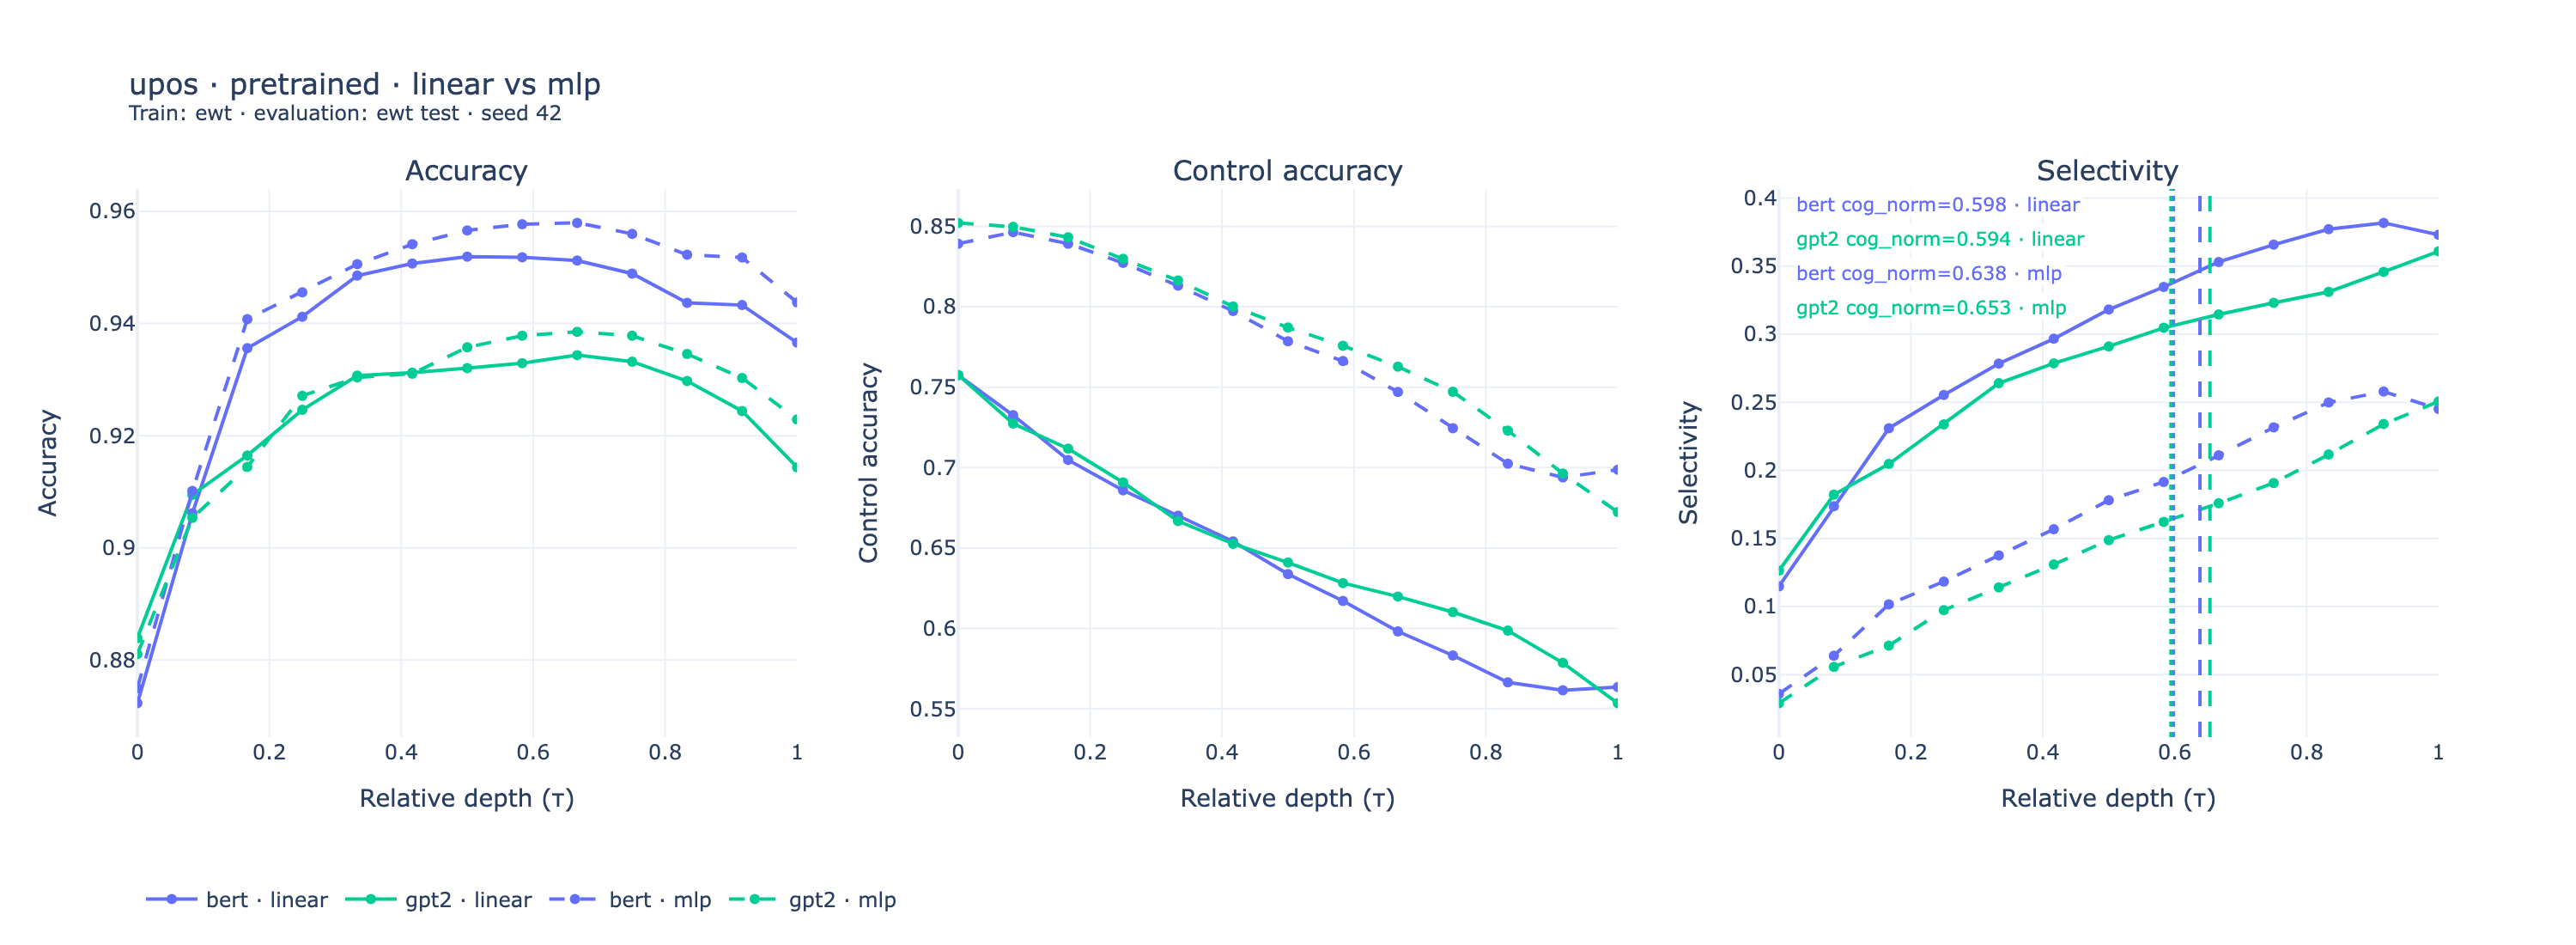 upos · pretrained · linear vs mlp
Train: ewt · evaluation: ewt test · seed 42
Accuracy
0.96
0.94
0.92
0.9
0.88
Accuracy
0
0.2
0.4
0.6
0.8
1
Relative depth (τ)
Control accuracy
0.85
0.8
0.75
0.7
0.65
0.6
0.55
Control accuracy
0
0.2
0.4
0.6
0.8
1
Relative depth (τ)
Selectivity
0.4
0.35
0.3
0.25
0.2
0.15
0.1
0.05
Selectivity
bert cog_norm=0.598 · linear
gpt2 cog_norm=0.594 · linear
bert cog_norm=0.638 · mlp
gpt2 cog_norm=0.653 · mlp
0
0.2
0.4
0.6
0.8
1
Relative depth (τ)
bert · linear
gpt2 · linear
bert · mlp
gpt2 · mlp